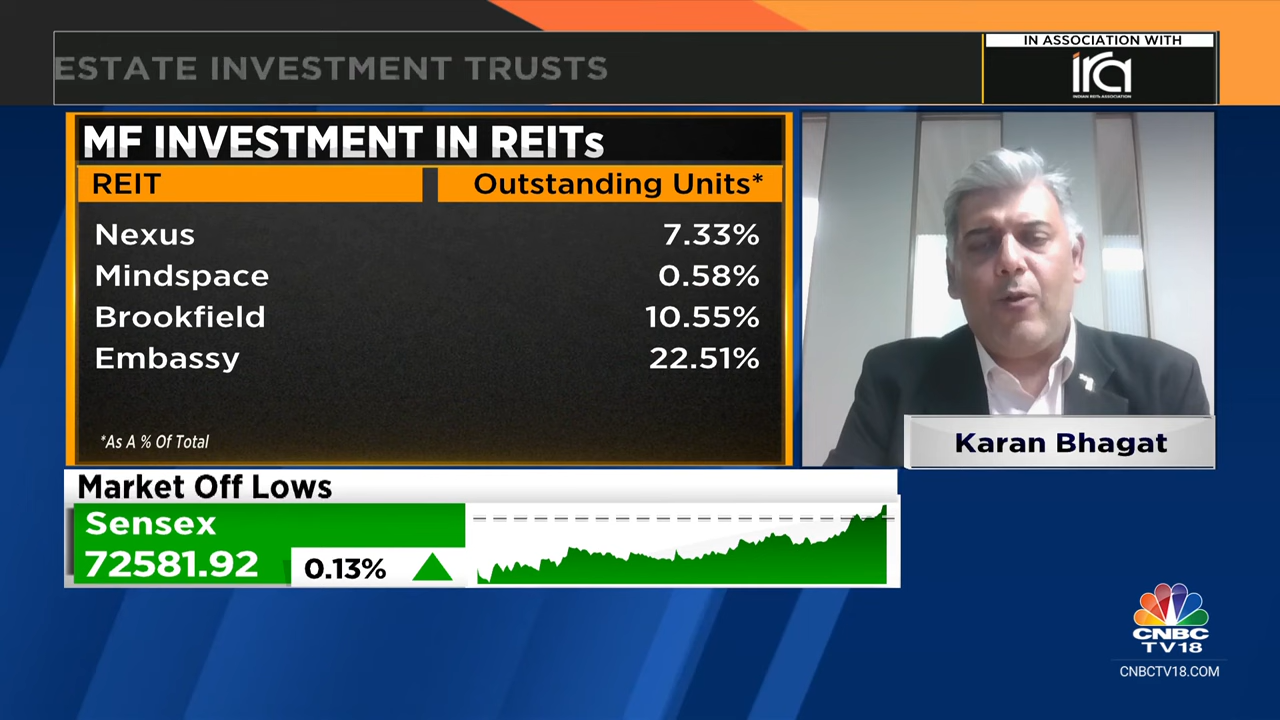 ESTATE INVESTMENT TRUSTS
IN ASSOCIATION WITH
ira
INDIAN REITs ASSOCIATION
MF INVESTMENT IN REITs
REIT Outstanding Units*
Nexus 7.33%
Mindspace 0.58%
Brookfield 10.55%
Embassy 22.51%
*As A % Of Total
Karan Bhagat
Market Off Lows
Sensex
72581.92 0.13%
CNBC
TV18
CNBCTV18.COM